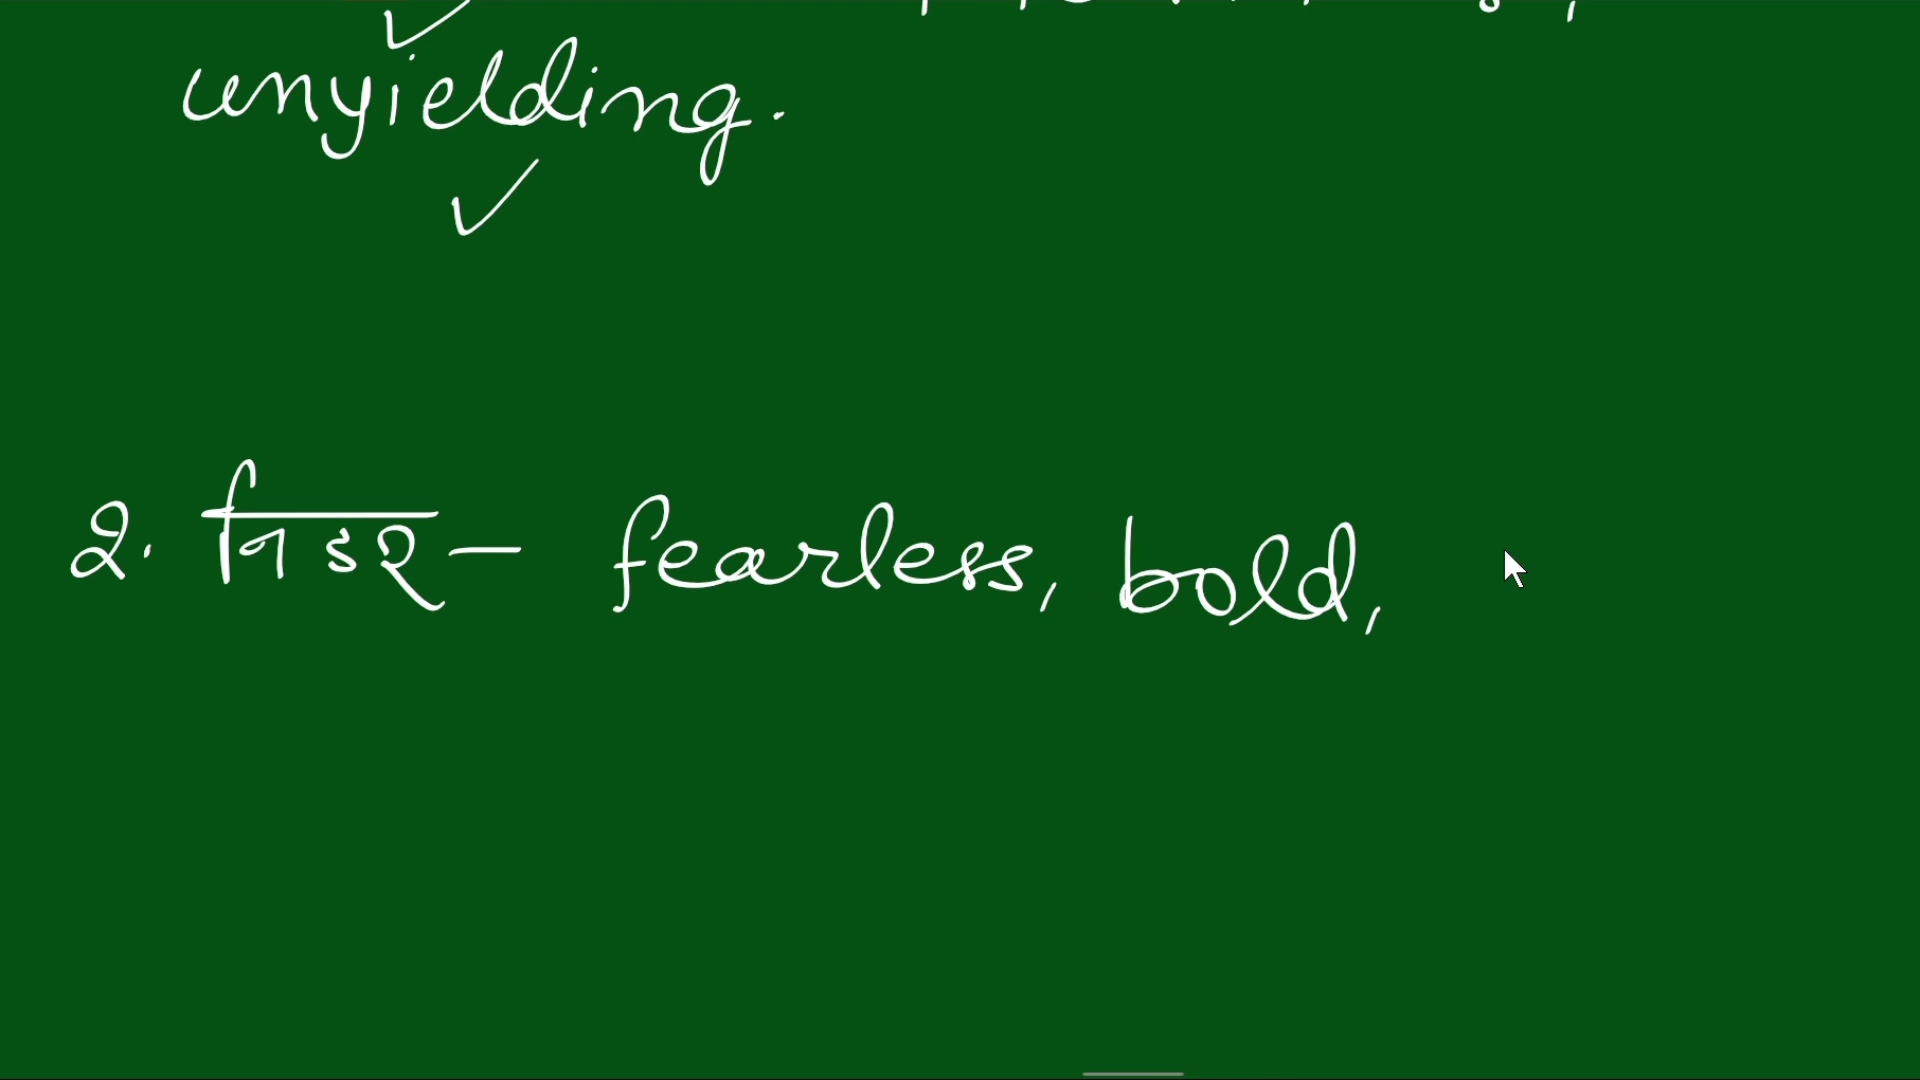 unyielding.
2. निडर - fearless, bold,